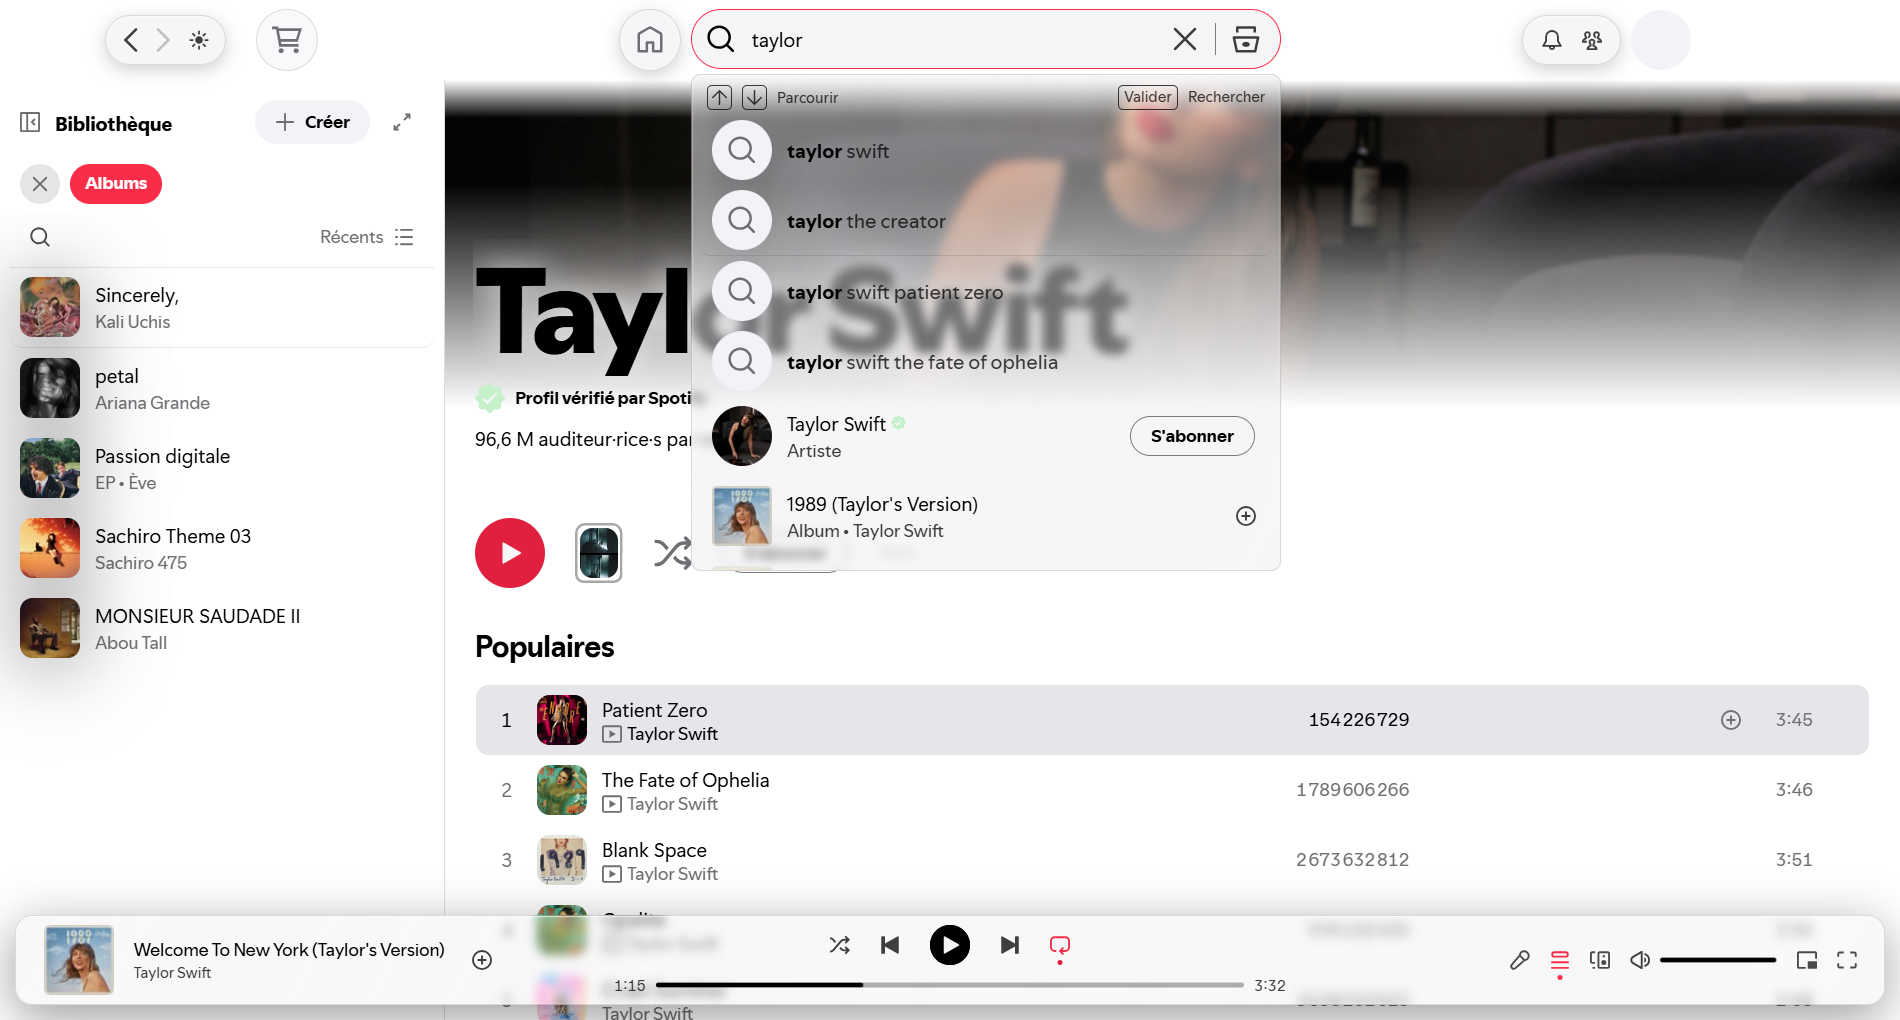 taylor
Parcourir
Valider Rechercher
Bibliothèque
Créer
Albums
Récents
Sincerely,
Kali Uchis
petal
Ariana Grande
Passion digitale
EP • Ève
Sachiro Theme 03
Sachiro 475
MONSIEUR SAUDADE II
Abou Tall
taylor swift
taylor the creator
taylor swift patient zero
taylor swift the fate of ophelia
Taylor Swift
Artiste
S'abonner
1989 (Taylor's Version)
Album • Taylor Swift
Taylor Swift
Profil vérifié par Spotify
96,6 M auditeur·rice·s par
Populaires
1
Patient Zero
Taylor Swift
154226729
3:45
2
The Fate of Ophelia
Taylor Swift
1789606266
3:46
3
Blank Space
Taylor Swift
2673632812
3:51
Taylor Swift
Welcome To New York (Taylor's Version)
Taylor Swift
1:15
3:32